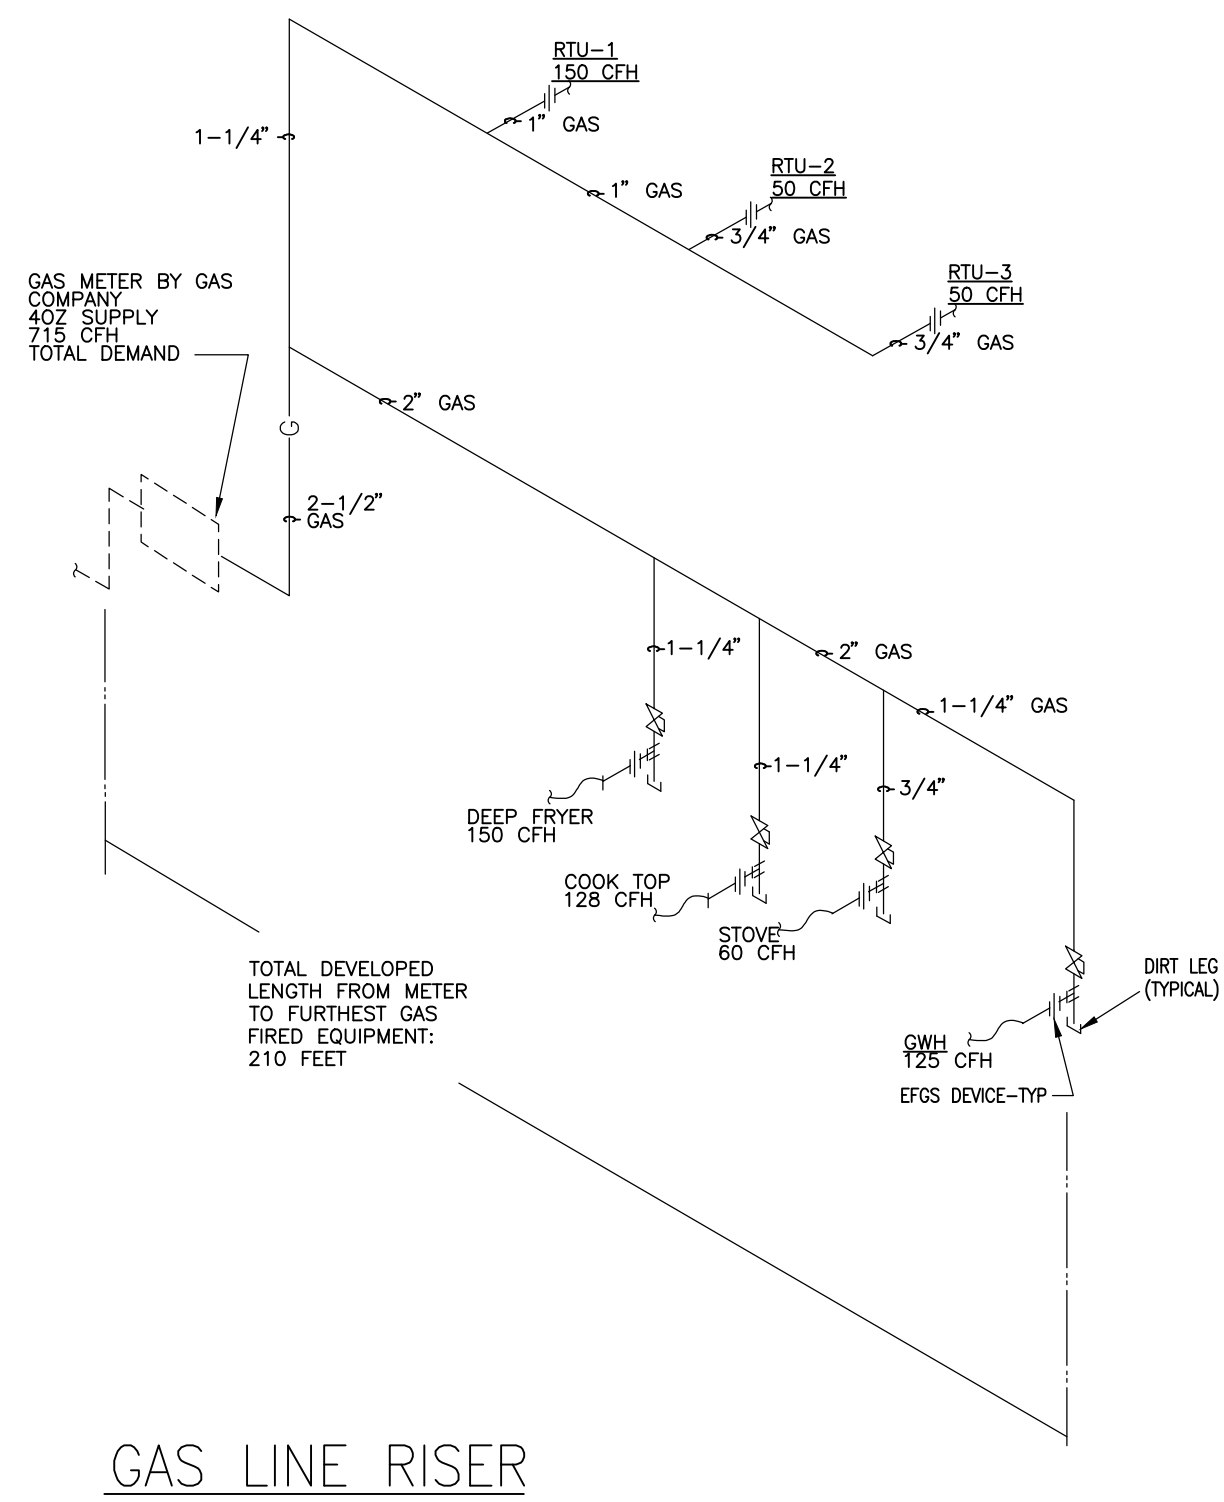 RTU-1
150 CFH
1-1/4"
1" GAS
RTU-2
50 CFH
1" GAS
3/4" GAS
RTU-3
50 CFH
3/4" GAS
GAS METER BY GAS
COMPANY
4OZ SUPPLY
715 CFH
TOTAL DEMAND
2" GAS
G
2-1/2"
GAS
1-1/4"
2" GAS
1-1/4" GAS
1-1/4"
3/4"
DEEP FRYER
150 CFH
COOK TOP
128 CFH
STOVE
60 CFH
TOTAL DEVELOPED
LENGTH FROM METER
TO FURTHEST GAS
FIRED EQUIPMENT:
210 FEET
DIRT LEG
(TYPICAL)
GWH
125 CFH
EFGS DEVICE-TYP
GAS LINE RISER